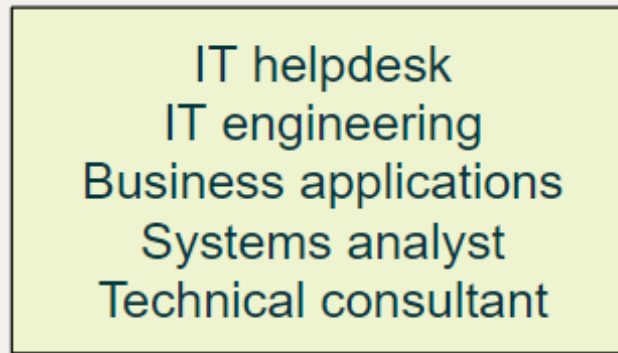 IT helpdesk
IT engineering
Business applications
Systems analyst
Technical consultant